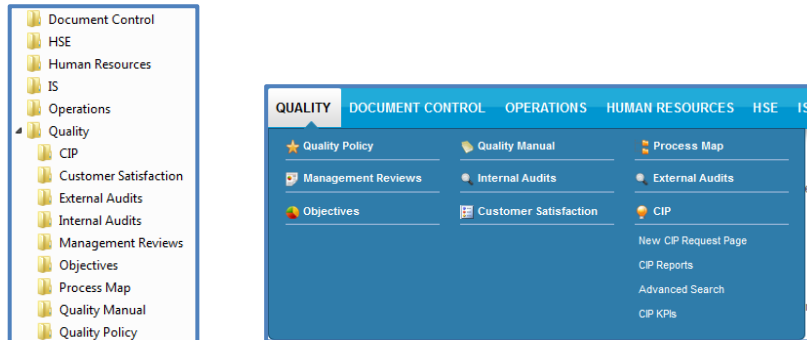 Document Control
HSE
Human Resources
IS
Operations
Quality
CIP
Customer Satisfaction
External Audits
Internal Audits
Management Reviews
Objectives
Process Map
Quality Manual
Quality Policy
QUALITY DOCUMENT CONTROL OPERATIONS HUMAN RESOURCES HSE IS
Quality Policy Quality Manual Process Map
Management Reviews Internal Audits External Audits
Objectives Customer Satisfaction CIP
New CIP Request Page
CIP Reports
Advanced Search
CIP KPIs